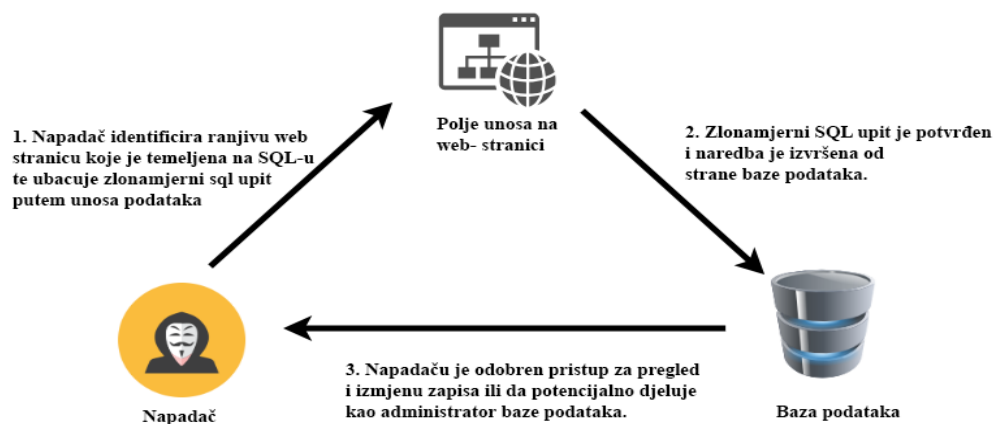 Polje unosa na
web- stranici
1. Napadač identificira ranjivu web
stranicu koje je temeljena na SQL-u
te ubacuje zlonamjerni sql upit
putem unosa podataka
2. Zlonamjerni SQL upit je potvrđen
i naredba je izvršena od
strane baze podataka.
3. Napadaču je odobren pristup za pregled
i izmjenu zapisa ili da potencijalno djeluje
kao administrator baze podataka.
Napadač
Baza podataka